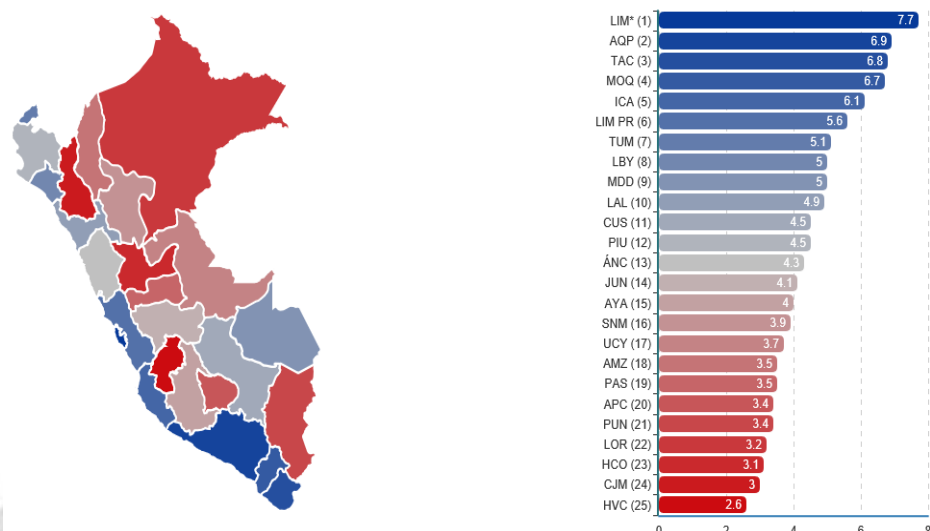 LIM* (1) 7.7
AQP (2) 6.9
TAC (3) 6.8
MOQ (4) 6.7
ICA (5) 6.1
LIM PR (6) 5.6
TUM (7) 5.1
LBY (8) 5
MDD (9) 5
LAL (10) 4.9
CUS (11) 4.5
PIU (12) 4.5
ÁNC (13) 4.3
JUN (14) 4.1
AYA (15) 4
SNM (16) 3.9
UCY (17) 3.7
AMZ (18) 3.5
PAS (19) 3.5
APC (20) 3.4
PUN (21) 3.4
LOR (22) 3.2
HCO (23) 3.1
CJM (24) 3
HVC (25) 2.6
0 2 4 6 8